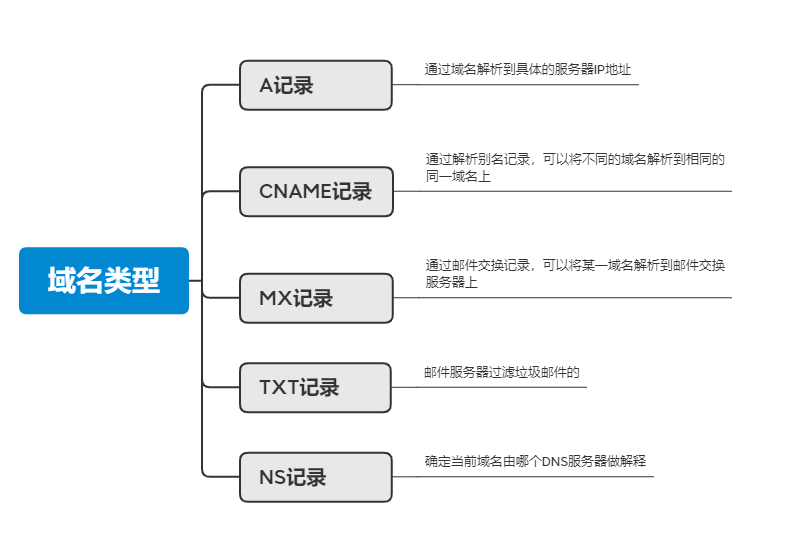 域名类型
A记录
通过域名解析到具体的服务器IP地址
CNAME记录
通过解析别名记录，可以将不同的域名解析到相同的
同一域名上
MX记录
通过邮件交换记录，可以将某一域名解析到邮件交换
服务器上
TXT记录
邮件服务器过滤垃圾邮件的
NS记录
确定当前域名由哪个DNS服务器做解释